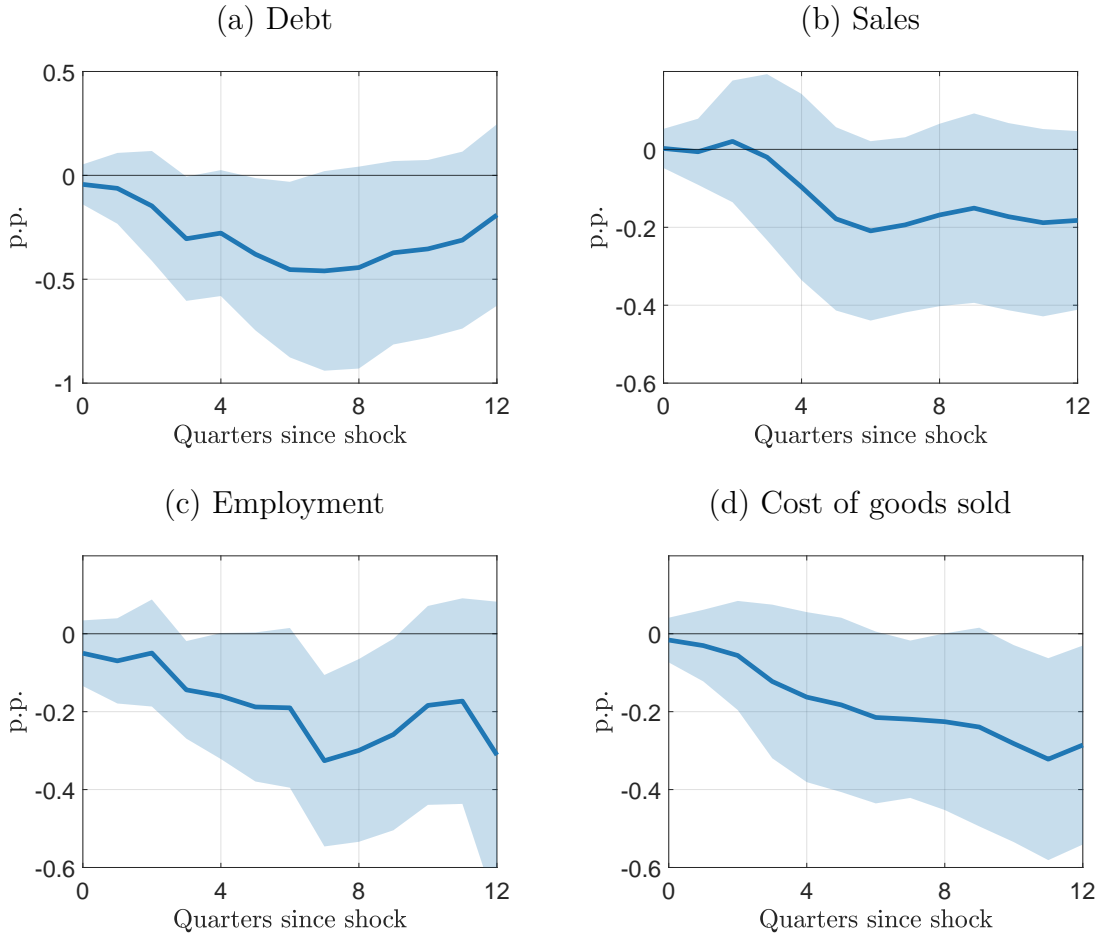 (a) Debt
0.5
0
-0.5
-1
p.p.
0 4 8 12
Quarters since shock
(b) Sales
0
-0.2
-0.4
-0.6
p.p.
0 4 8 12
Quarters since shock
(c) Employment
0
-0.2
-0.4
-0.6
p.p.
0 4 8 12
Quarters since shock
(d) Cost of goods sold
0
-0.2
-0.4
-0.6
p.p.
0 4 8 12
Quarters since shock